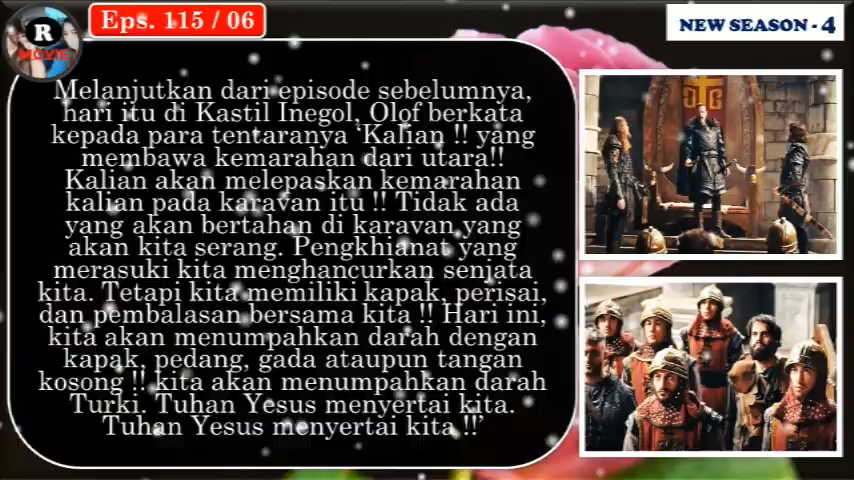 R
MOVIE
Eps. 115 / 06
NEW SEASON - 4
Melanjutkan dari episode sebelumnya,
hari itu di Kastil Inegol, Olof berkata
kepada para tentaranya ‘Kalian !! yang
membawa kemarahan dari utara!!
Kalian akan melepaskan kemarahan
kalian pada karavan itu !! Tidak ada
yang akan bertahan di karavan yang
akan kita serang. Pengkhianat yang
merasuki kita menghancurkan senjata
kita. Tetapi kita memiliki kapak, perisai,
dan pembalasan bersama kita !! Hari ini,
kita akan menumpahkan darah dengan
kapak, pedang, gada ataupun tangan
kosong !! kita akan menumpahkan darah
Turki. Tuhan Yesus menyertai kita.
Tuhan Yesus menyertai kita !!’